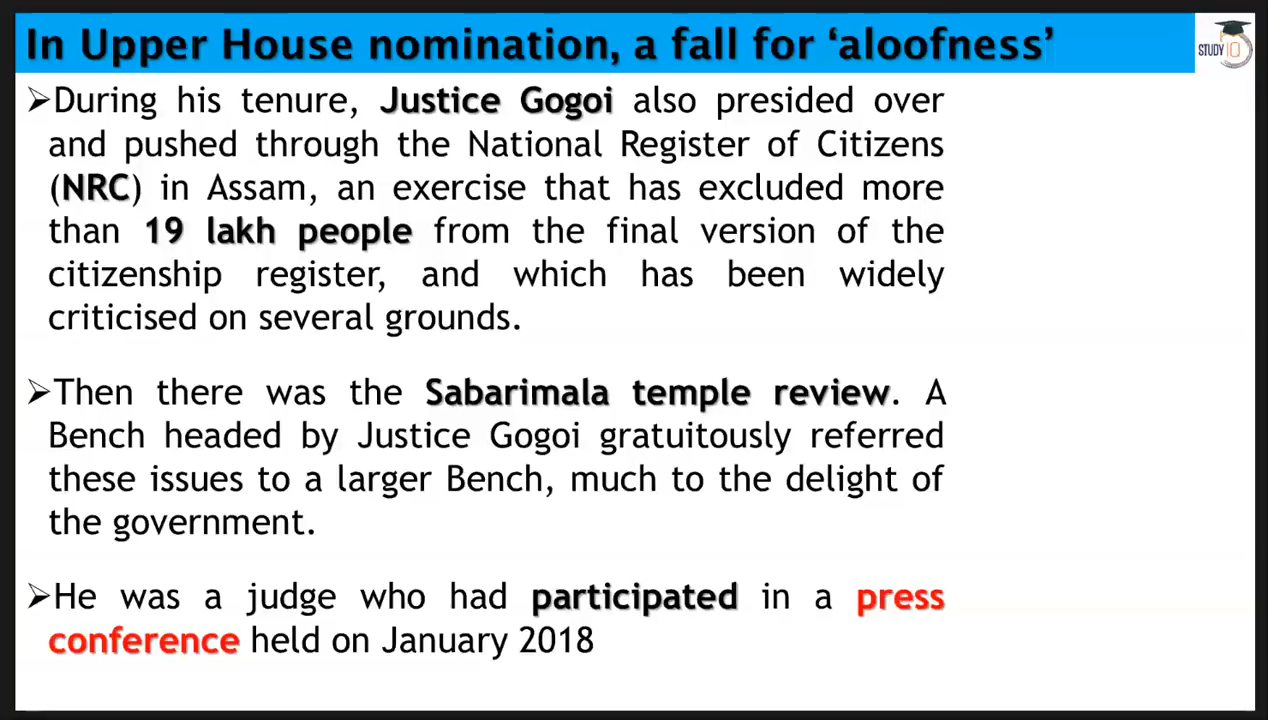 In Upper House nomination, a fall for ‘aloofness’
STUDY IQ
➢During his tenure, Justice Gogoi also presided over
and pushed through the National Register of Citizens
(NRC) in Assam, an exercise that has excluded more
than 19 lakh people from the final version of the
citizenship register, and which has been widely
criticised on several grounds.
➢Then there was the Sabarimala temple review. A
Bench headed by Justice Gogoi gratuitously referred
these issues to a larger Bench, much to the delight of
the government.
➢He was a judge who had participated in a press
conference held on January 2018